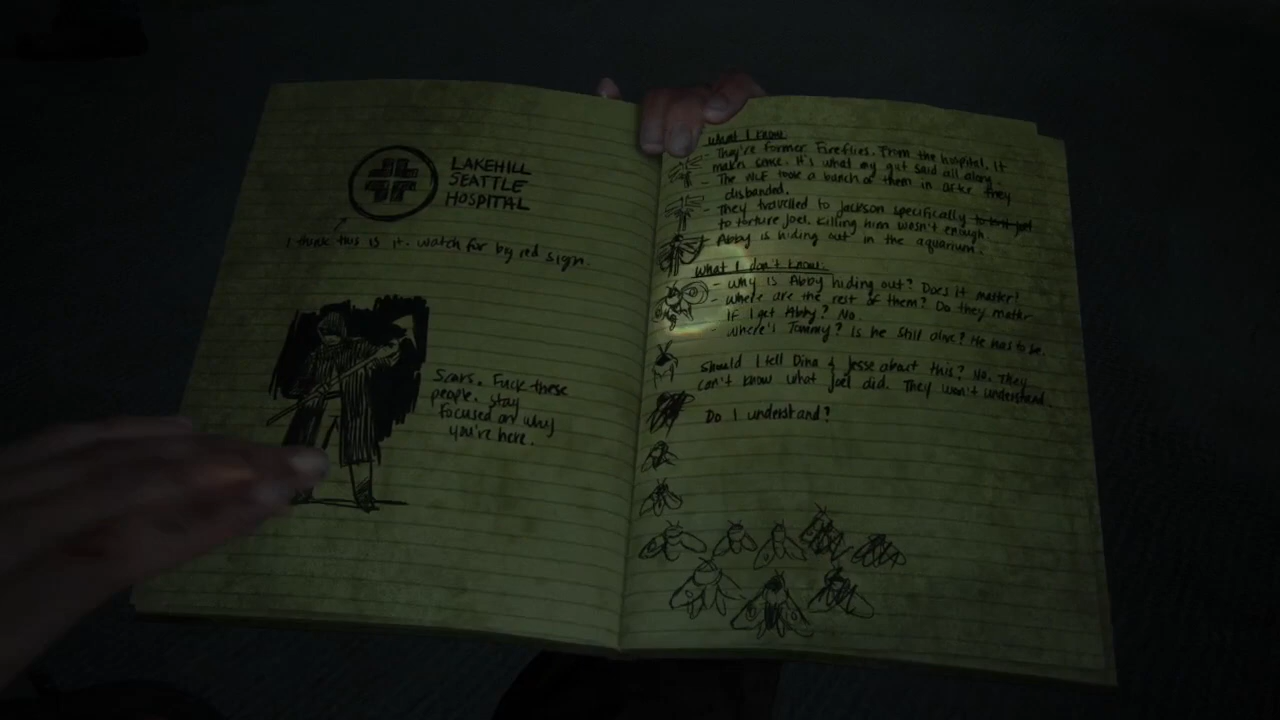 LAKEHILL
SEATTLE
HOSPITAL
I think this is it. watch for big red sign.
Scars. Fuck these
people. Stay
focused on why
you're here.
What I know:
- They're former Fireflies. From the hospital. It
makes sense. It's what my gut said all along.
- The WLF took a bunch of them in after they
disbanded.
- They travelled to Jackson specifically
to torture Joel. Killing him wasn't enough
- Abby is hiding out in the aquarium.
What I don't know:
- Why is Abby hiding out? Does it matter?
- Where are the rest of them? Do they matter
If I get Abby? No.
- Where's Tommy? Is he still alive? He has to be.
Should I tell Dina & Jesse about this? No. They
can't know what Joel did. They won't understand.
Do I understand?